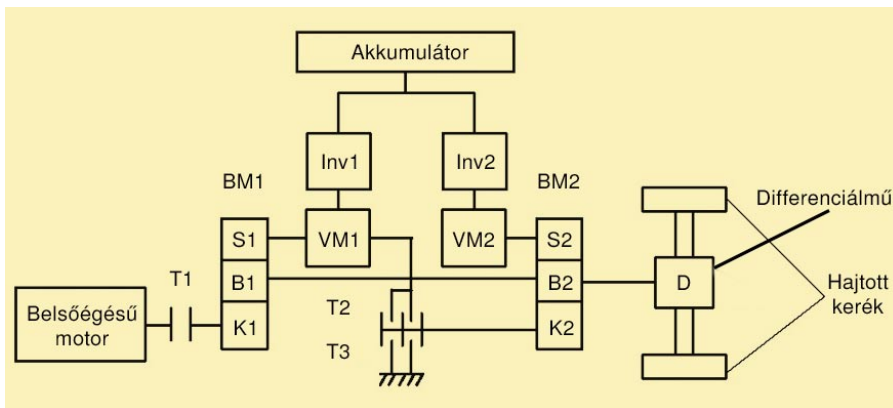 Akkumulátor
Inv1
Inv2
BM1
BM2
Differenciálmű
S1
VM1
VM2
S2
T1
B1
B2
D
T2
Hajtott
kerék
Belsőégésű
motor
K1
K2
T3